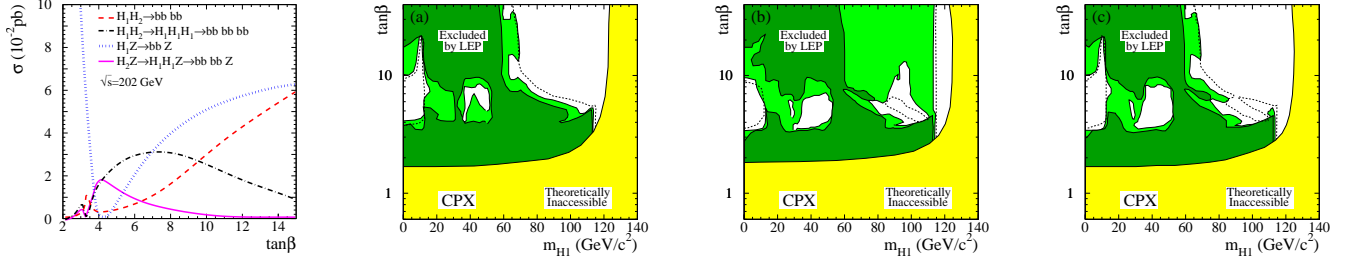 σ (10⁻²pb)
10
8
6
4
2
0
H₁H₂→bb bb
H₁H₂→H₁H₁H₁→bb bb bb
H₁Z→bb Z
H₂Z→H₁H₁Z→bb bb Z
√s=202 GeV
2 4 6 8 10 12 14
tanβ
tanβ
(a)
Excluded
by LEP
10
1
CPX
Theoretically
Inaccessible
0 20 40 60 80 100 120 140
m_H1 (GeV/c²)
tanβ
(b)
Excluded
by LEP
10
1
CPX
Theoretically
Inaccessible
0 20 40 60 80 100 120 140
m_H1 (GeV/c²)
tanβ
(c)
Excluded
by LEP
10
1
CPX
Theoretically
Inaccessible
0 20 40 60 80 100 120 140
m_H1 (GeV/c²)